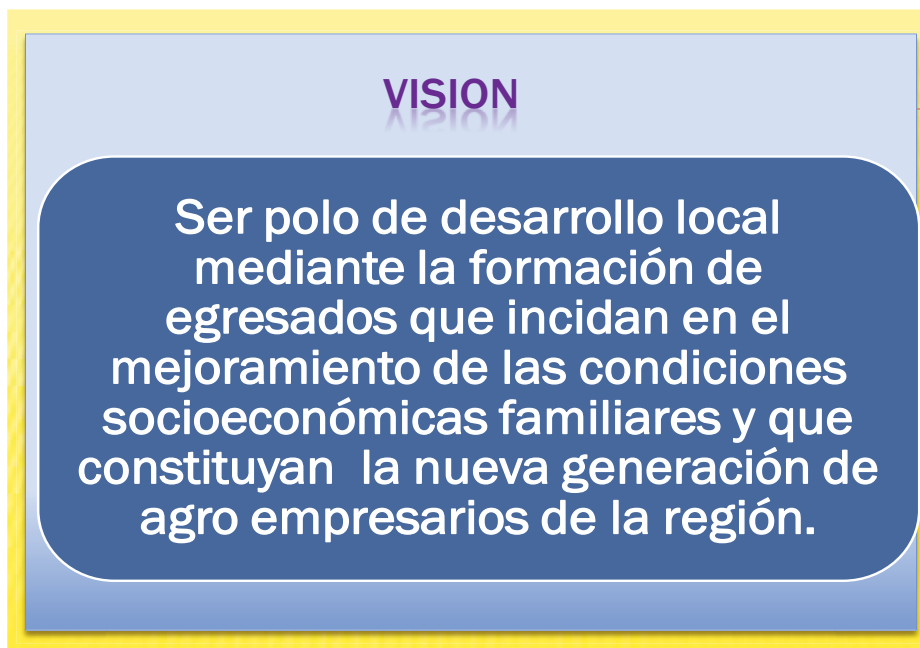 VISION
Ser polo de desarrollo local
mediante la formación de
egresados que incidan en el
mejoramiento de las condiciones
socioeconómicas familiares y que
constituyan  la nueva generación de
agro empresarios de la región.